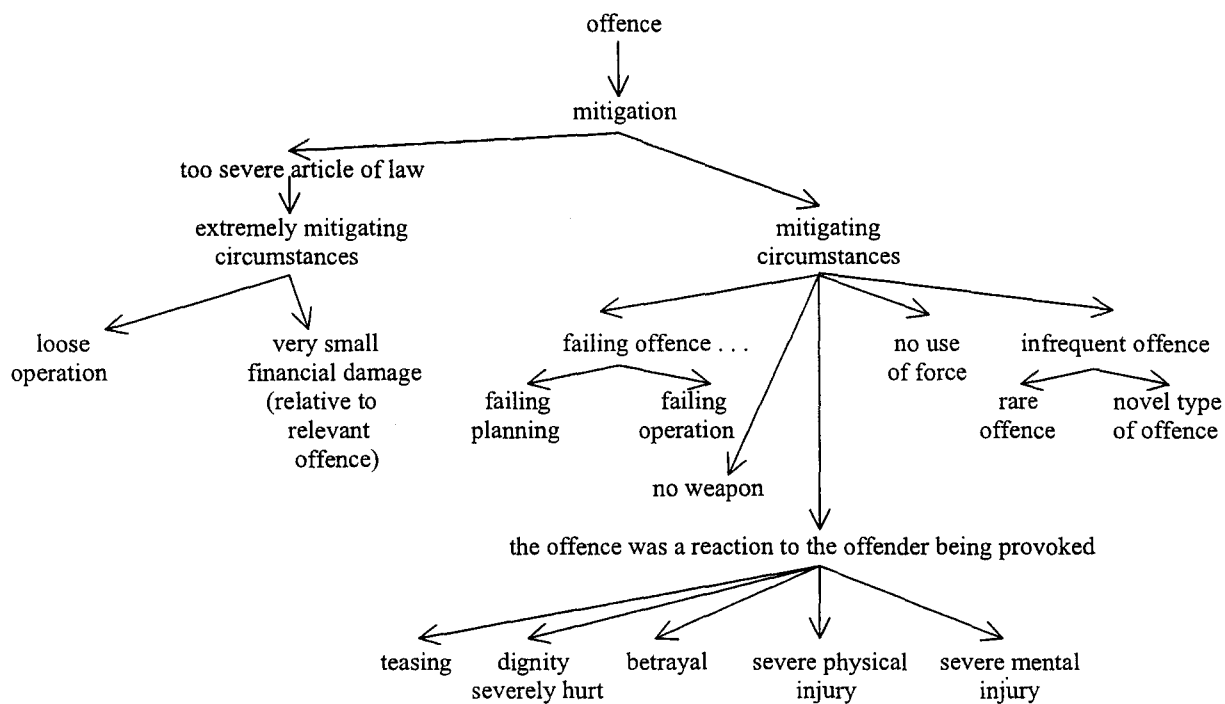 offence
mitigation
too severe article of law
extremely mitigating
circumstances
mitigating
circumstances
loose
operation
very small
financial damage
(relative to
relevant
offence)
failing offence . . .
no use
of force
infrequent offence
failing
planning
failing
operation
rare
offence
novel type
of offence
no weapon
the offence was a reaction to the offender being provoked
teasing
dignity
severely hurt
betrayal
severe physical
injury
severe mental
injury